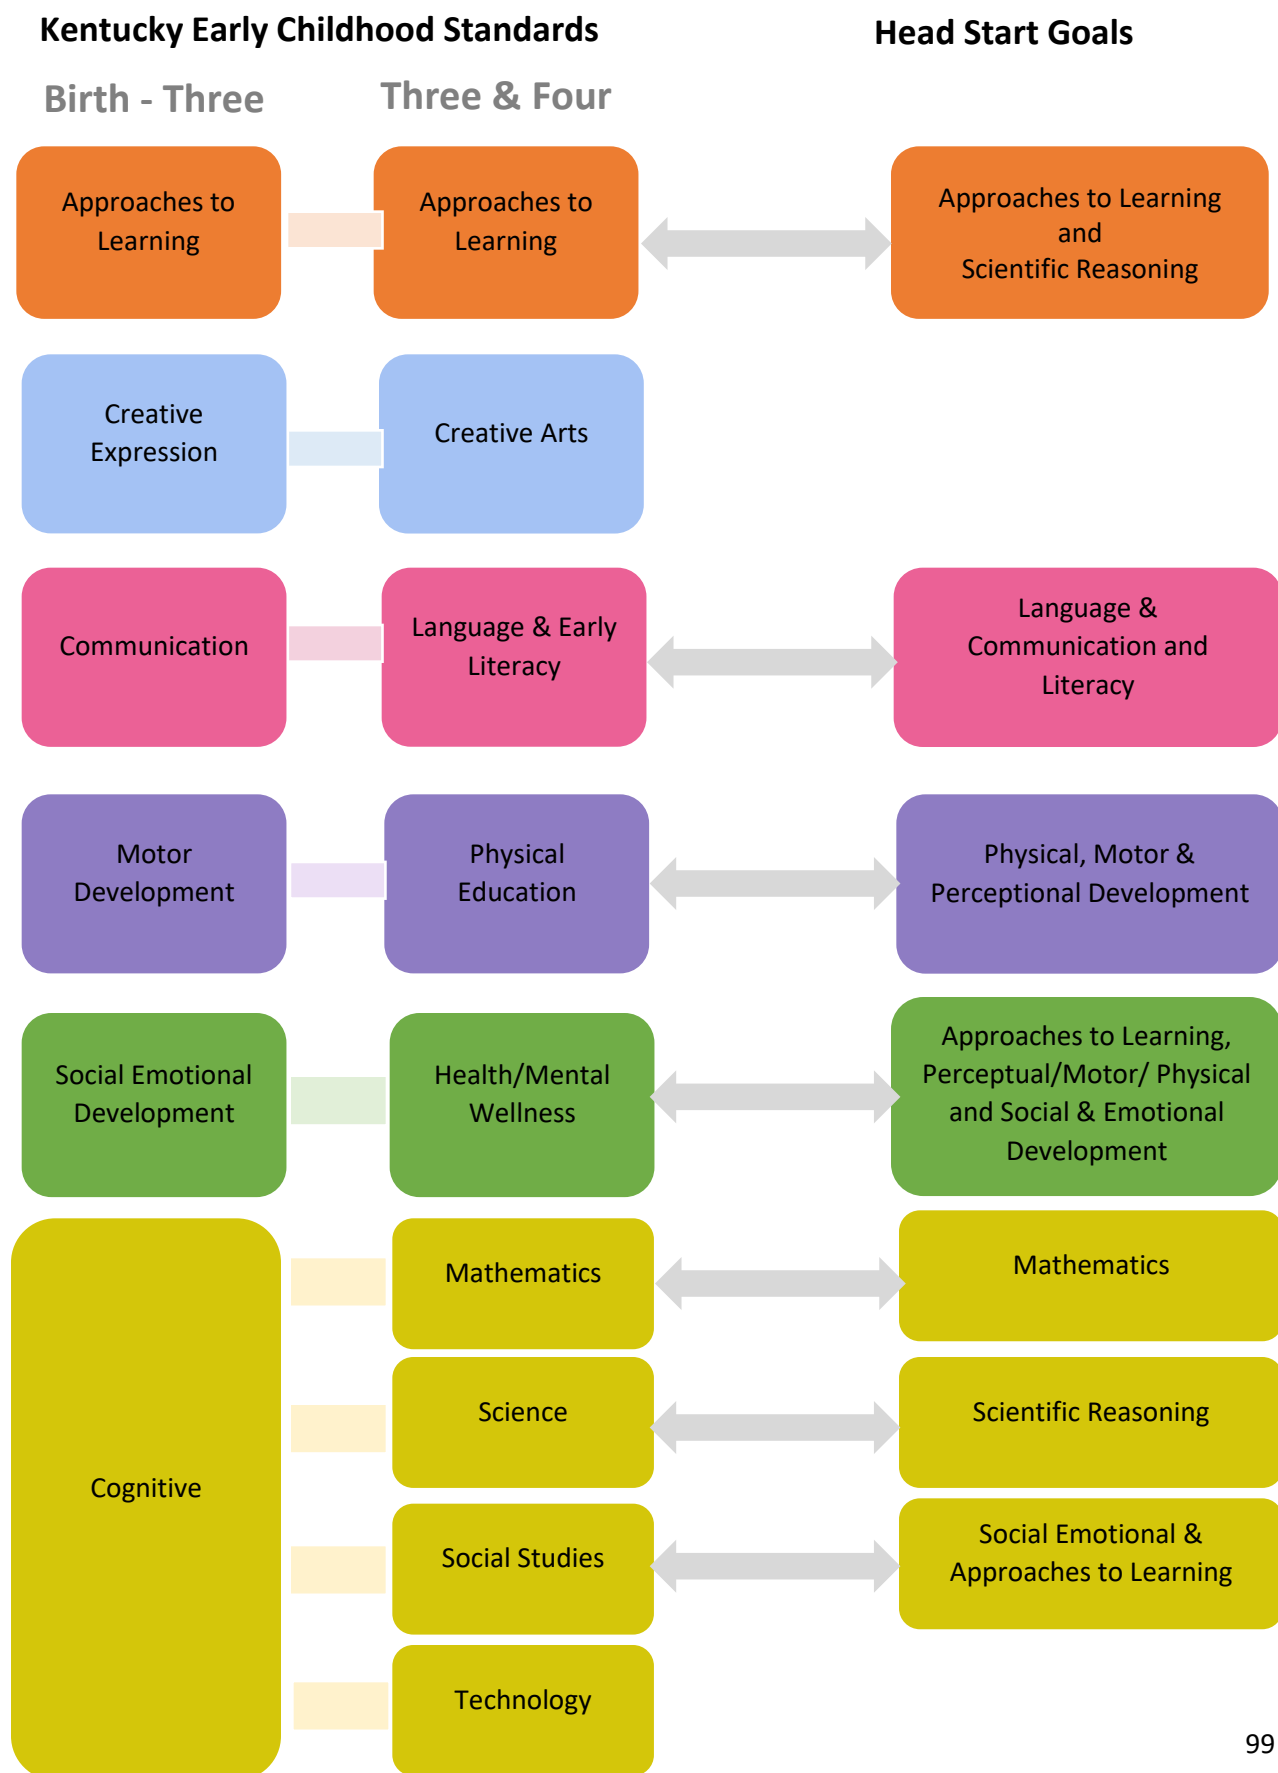 Kentucky Early Childhood Standards
Head Start Goals
Birth - Three
Three & Four
Approaches to
Learning
Approaches to
Learning
Approaches to Learning
and
Scientific Reasoning
Creative
Expression
Creative Arts
Communication
Language & Early
Literacy
Language &
Communication and
Literacy
Motor
Development
Physical
Education
Physical, Motor &
Perceptional Development
Social Emotional
Development
Health/Mental
Wellness
Approaches to Learning,
Perceptual/Motor/ Physical
and Social & Emotional
Development
Cognitive
Mathematics
Mathematics
Science
Scientific Reasoning
Social Studies
Social Emotional &
Approaches to Learning
Technology
99